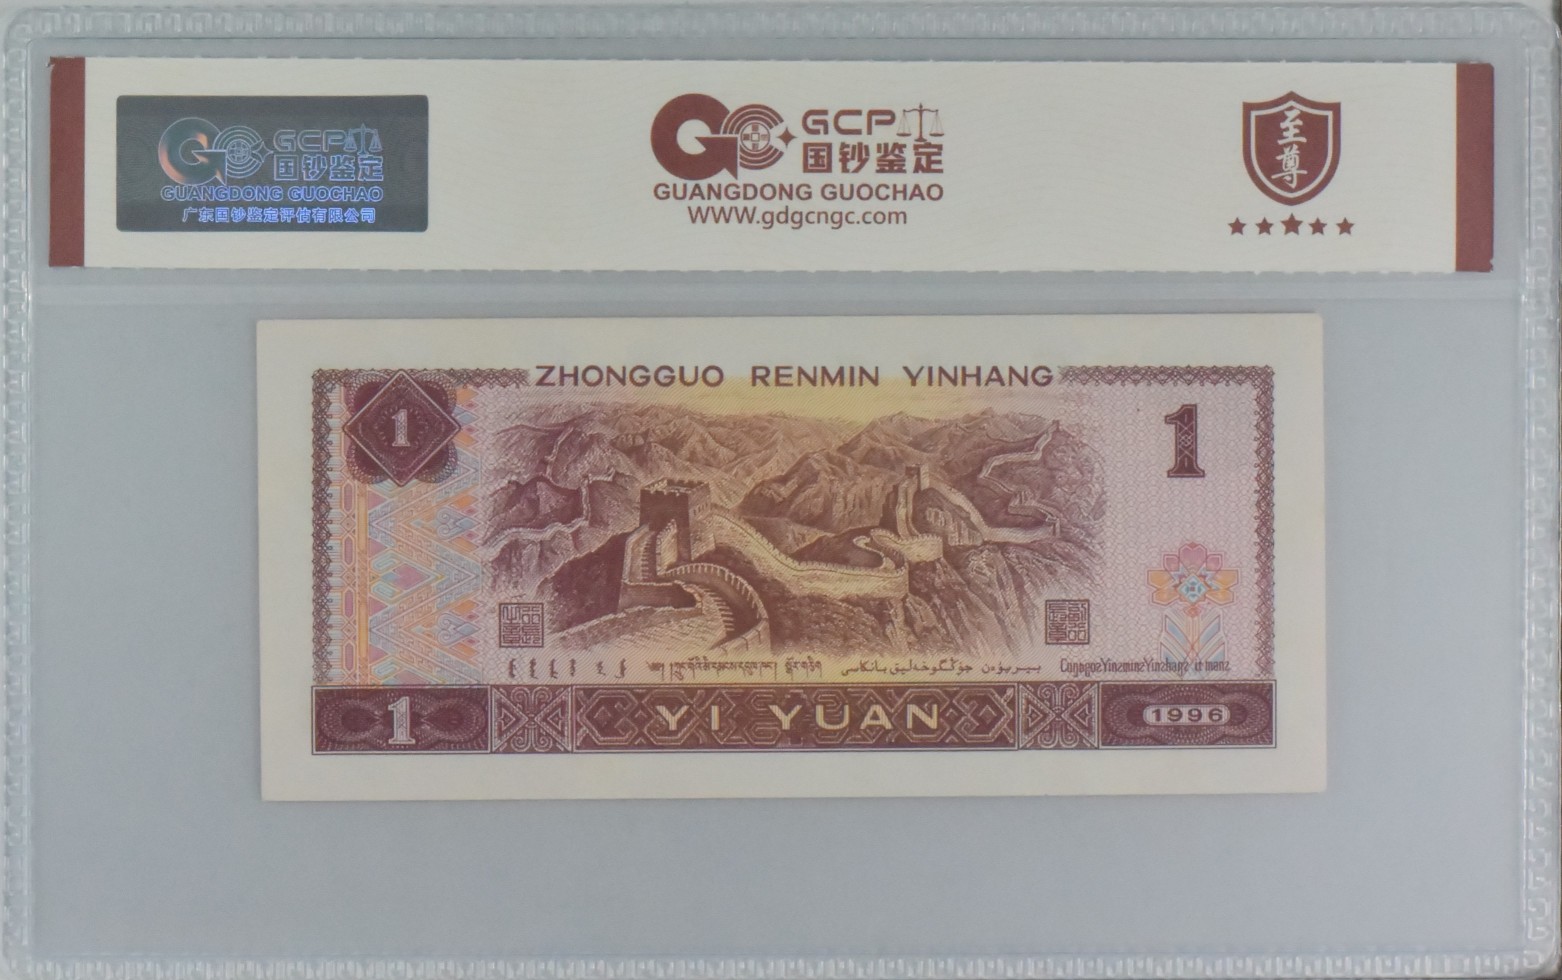 GCP
国钞鉴定
GUANGDONG GUOCHAO
广东国钞鉴定评估有限公司
GCP
国钞鉴定
GUANGDONG GUOCHAO
WWW.gdgcngc.com
至
尊
ZHONGGUO RENMIN YINHANG
1
1
1
YI YUAN
1996